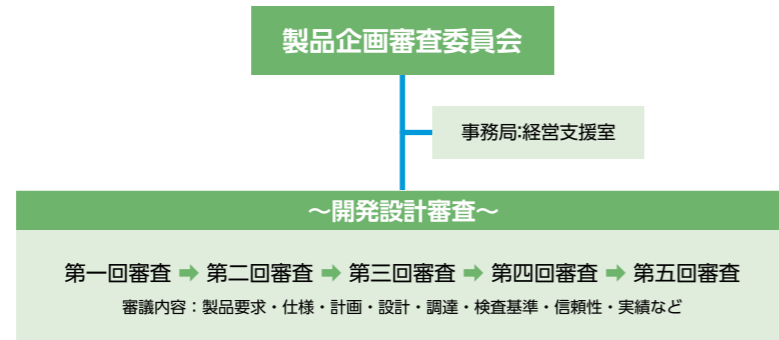 製品企画審査委員会
事務局:経営支援室
～開発設計審査～
第一回審査 ➡ 第二回審査 ➡ 第三回審査 ➡ 第四回審査 ➡ 第五回審査
審議内容：製品要求・仕様・計画・設計・調達・検査基準・信頼性・実績など